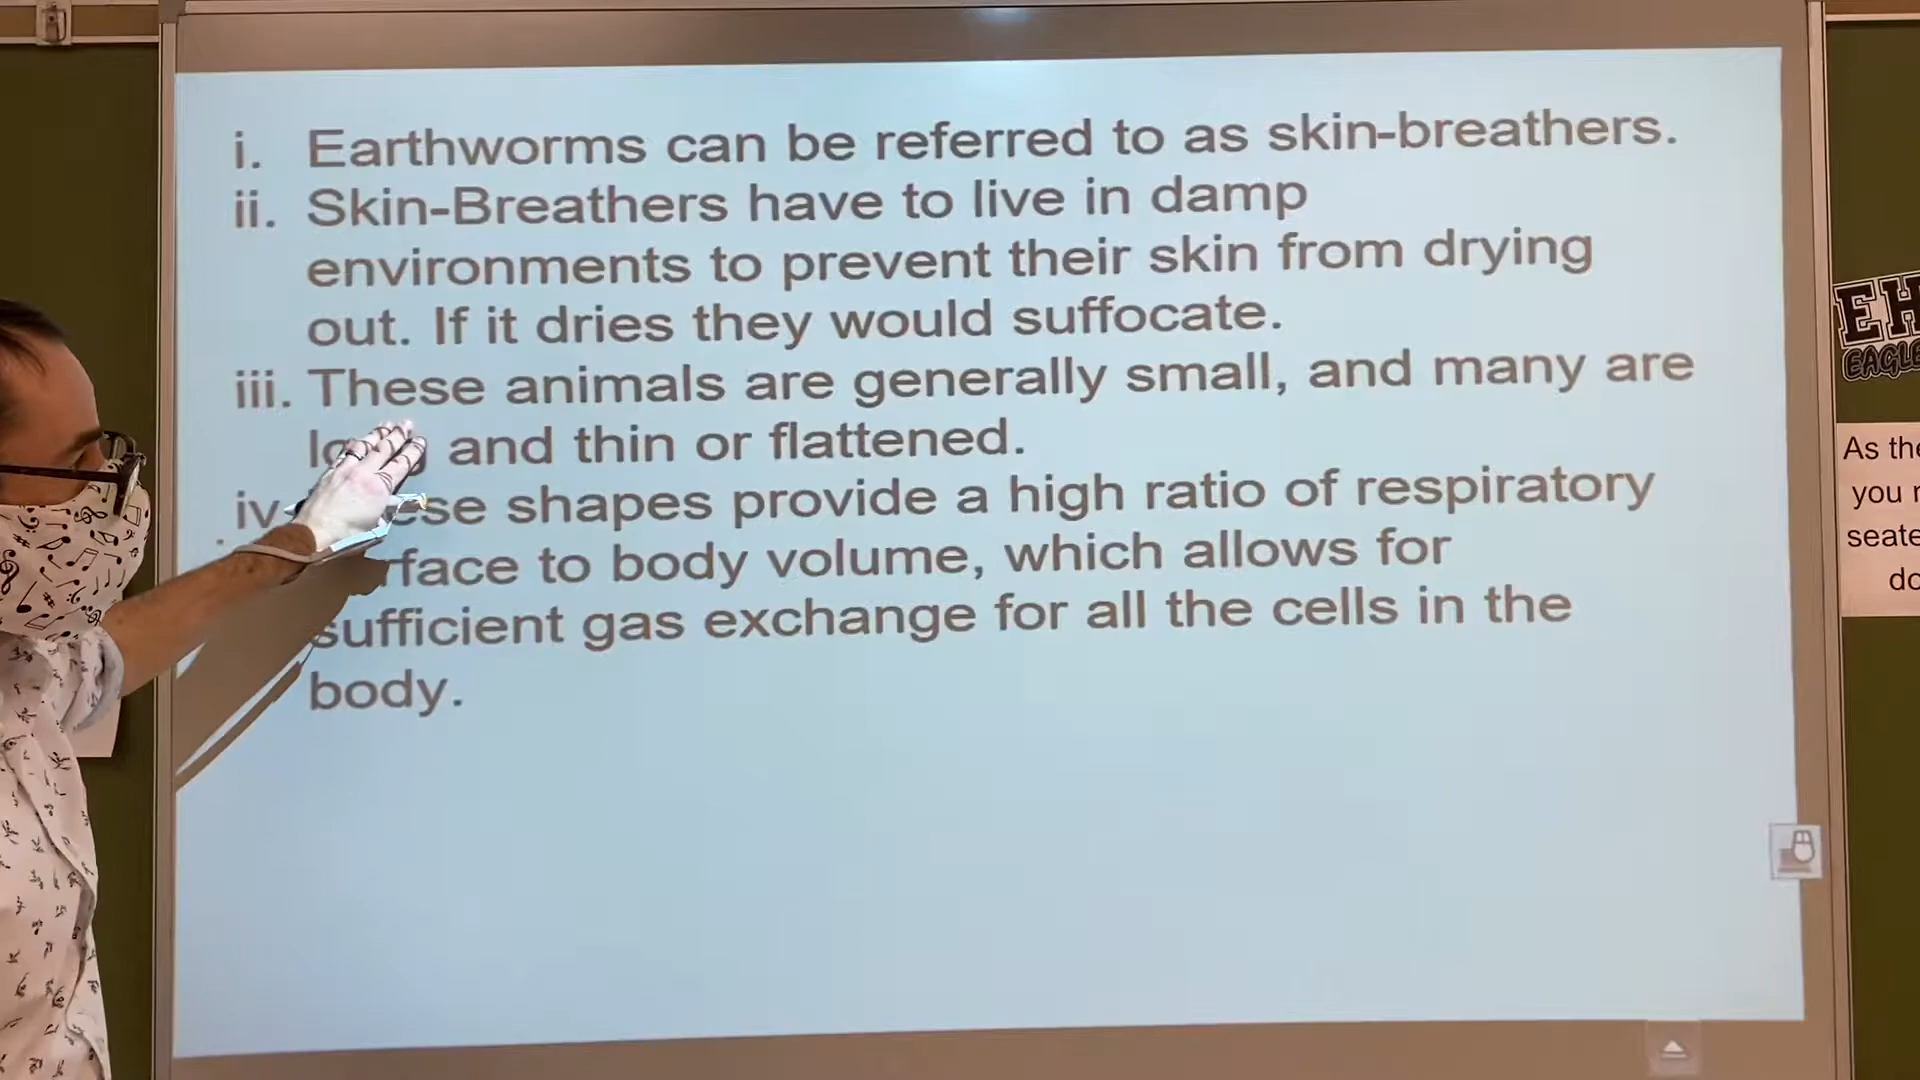 i. Earthworms can be referred to as skin-breathers.
ii. Skin-Breathers have to live in damp
environments to prevent their skin from drying
out. If it dries they would suffocate.
iii. These animals are generally small, and many are
and thin or flattened.
iv shapes provide a high ratio of respiratory
to body volume, which allows for
sufficient gas exchange for all the cells in the
body.
EH
EAGLE
As the
you
seate
do